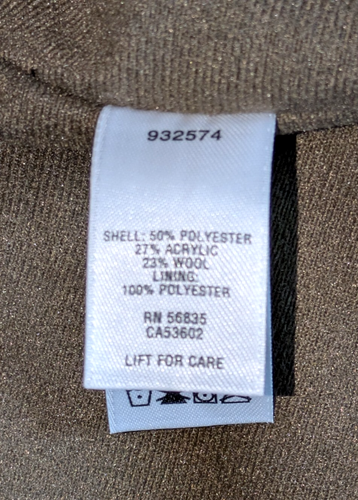 932574
SHELL: 50% POLYESTER
27% ACRYLIC
23% WOOL
LINING:
100% POLYESTER
RN 56835
CA53602
LIFT FOR CARE